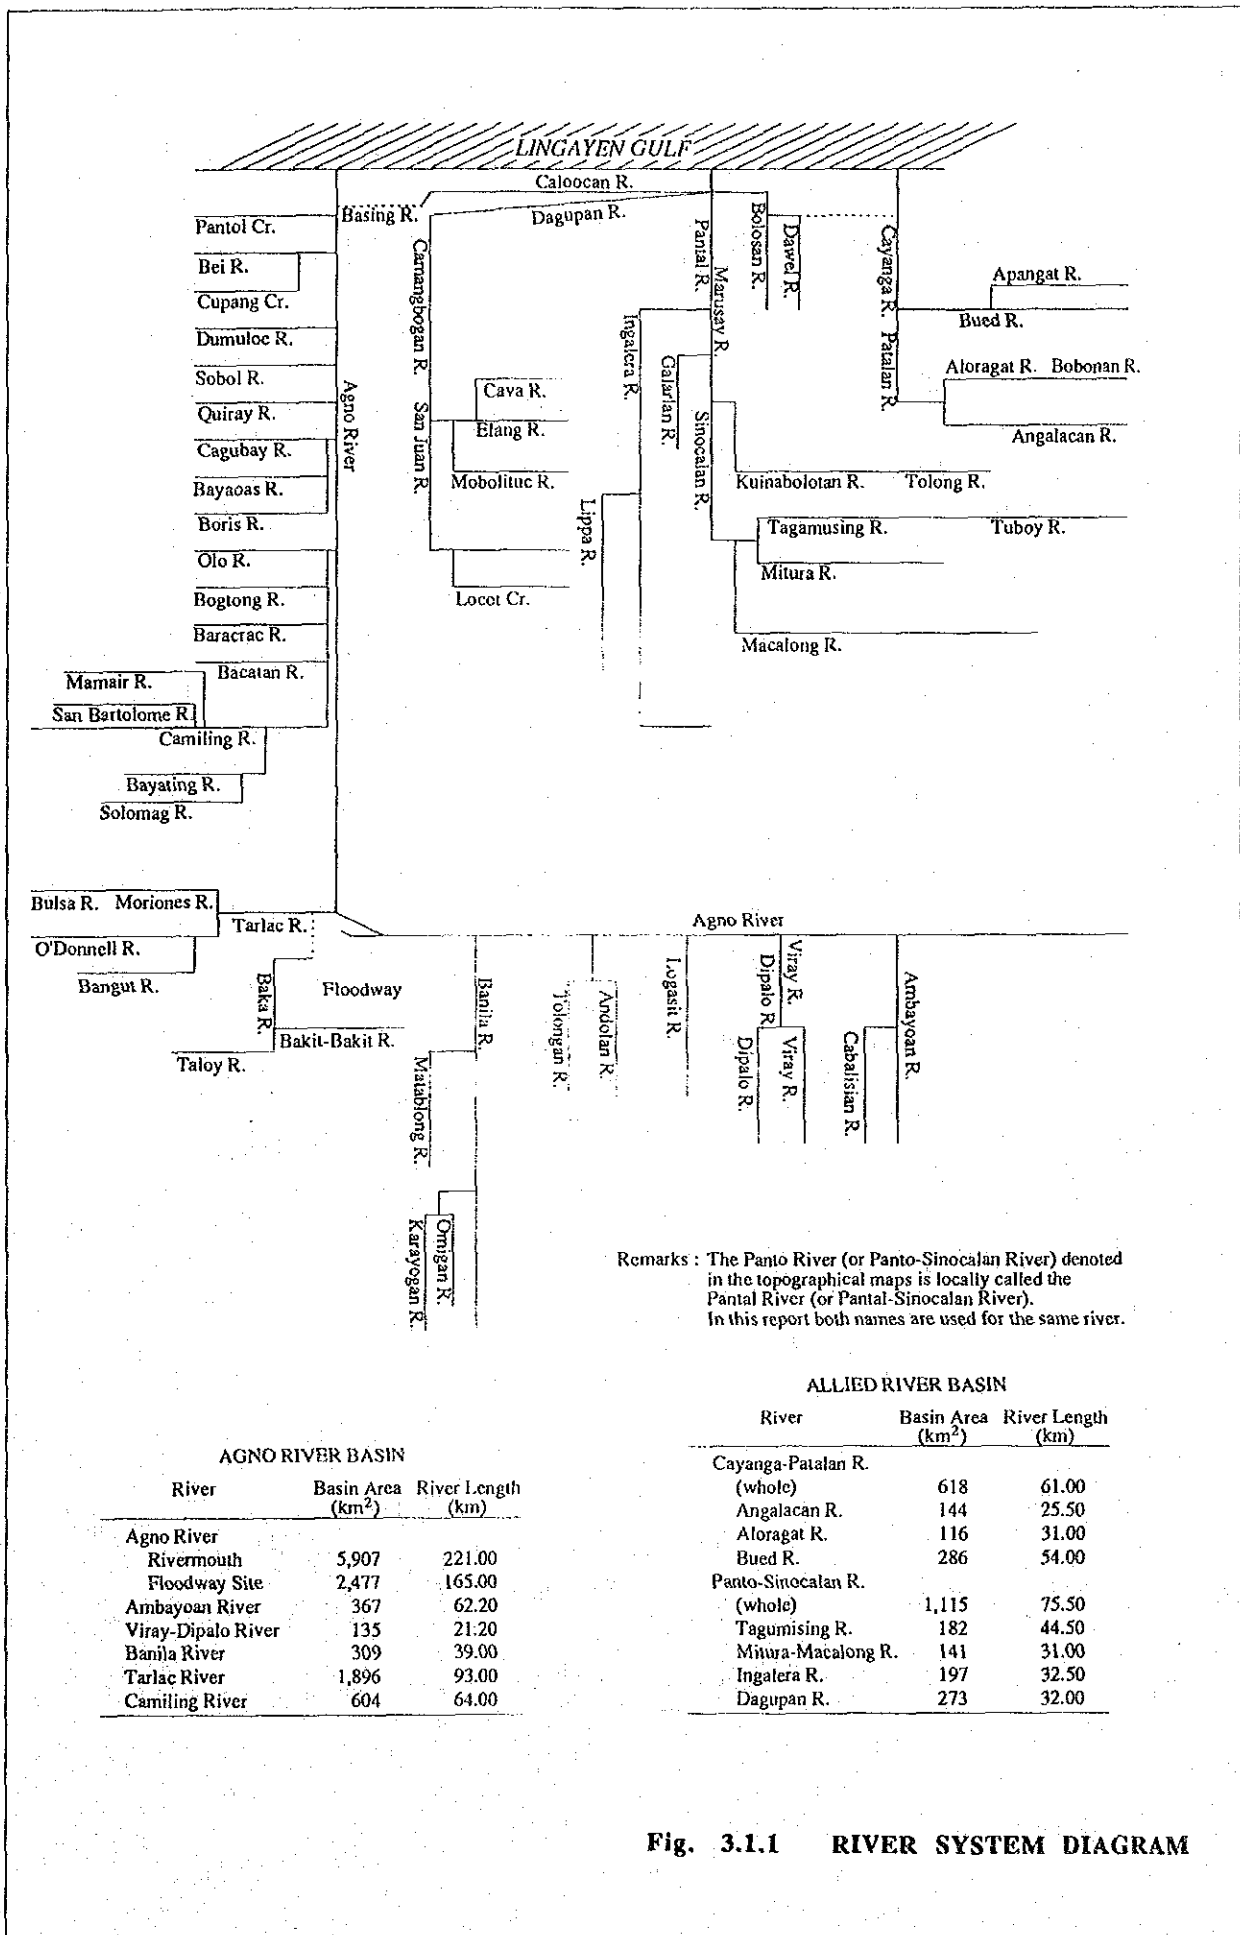 LINGAYEN GULF
Caloocan R.
Basing R.
Dagupan R.
Pantol Cr.
Bei R.
Cupang Cr.
Dumuloc R.
Sobol R.
Quiray R.
Cagubay R.
Bayaoas R.
Boris R.
Olo R.
Bogtong R.
Baracrac R.
Bacatan R.
Mamair R.
San Bartolome R.
Camiling R.
Bayating R.
Solomag R.
Agno River
Camangbogan R.
San Juan R.
Cava R.
Elang R.
Mobolituc R.
Locot Cr.
Lippa R.
Ingalera R.
Pantal R.
Marusay R.
Galarlan R.
Sinocalan R.
Bolosan R.
Dawel R.
Cayanga R.
Patalan R.
Apangat R.
Bued R.
Aloragat R. Bobonan R.
Angalacan R.
Kuinabolotan R. Tolong R.
Tagamusing R. Tuboy R.
Mitura R.
Macalong R.
Bulsa R. Moriones R.
Tarlac R.
O'Donnell R.
Bangut R.
Baka R.
Floodway
Bakit-Bakit R.
Taloy R.
Agno River
Banila R.
Matablong R.
Omigan R.
Karayogan R.
Tolongan R.
Andolan R.
Logasit R.
Viray R.
Dipalo R.
Dipalo R.
Viray R.
Cabalisian R.
Ambayoan R.
Remarks : The Panto River (or Panto-Sinocalan River) denoted
in the topographical maps is locally called the
Pantal River (or Pantal-Sinocalan River).
In this report both names are used for the same river.
AGNO RIVER BASIN
River Basin Area River Length
(km²) (km)
Agno River
Rivermouth 5,907 221.00
Floodway Site 2,477 165.00
Ambayoan River 367 62.20
Viray-Dipalo River 135 21.20
Banila River 309 39.00
Tarlac River 1,896 93.00
Camiling River 604 64.00
ALLIED RIVER BASIN
River Basin Area River Length
(km²) (km)
Cayanga-Patalan R.
(whole) 618 61.00
Angalacan R. 144 25.50
Aloragat R. 116 31.00
Bued R. 286 54.00
Panto-Sinocalan R.
(whole) 1,115 75.50
Tagumising R. 182 44.50
Mitura-Macalong R. 141 31.00
Ingalera R. 197 32.50
Dagupan R. 273 32.00
Fig. 3.1.1 RIVER SYSTEM DIAGRAM